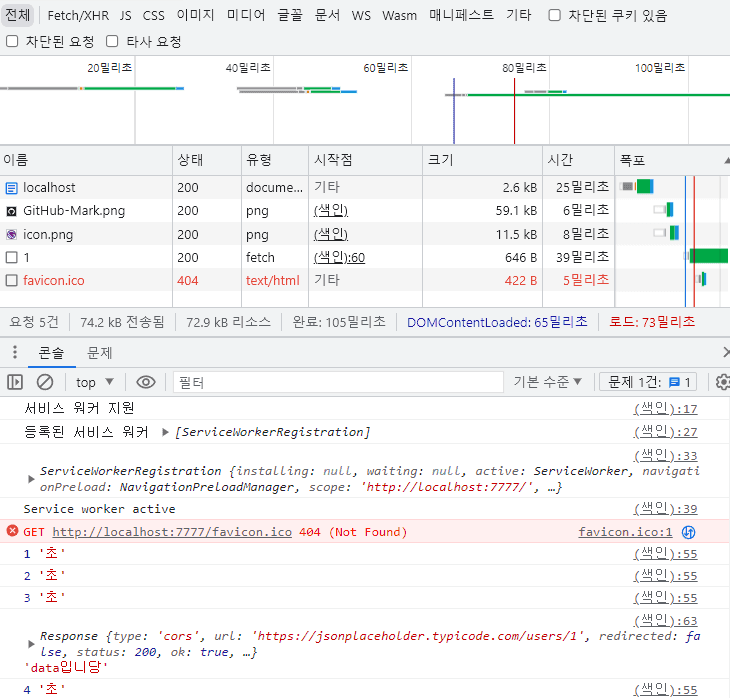 전체 Fetch/XHR JS CSS 이미지 미디어 글꼴 문서 WS Wasm 매니페스트 기타 차단된 쿠키 있음
차단된 요청 타사 요청
20밀리초 40밀리초 60밀리초 80밀리초 100밀리초
이름 상태 유형 시작점 크기 시간 폭포
localhost 200 docume... 기타 2.6 kB 25밀리초
GitHub-Mark.png 200 png (색인) 59.1 kB 6밀리초
icon.png 200 png (색인) 11.5 kB 8밀리초
1 200 fetch (색인):60 646 B 39밀리초
favicon.ico 404 text/html 기타 422 B 5밀리초
요청 5건 74.2 kB 전송됨 72.9 kB 리소스 완료: 105밀리초 DOMContentLoaded: 65밀리초 로드: 73밀리초
콘솔 문제
top 필터 기본 수준 문제 1건: 1
서비스 워커 지원 (색인):17
등록된 서비스 워커 [ServiceWorkerRegistration] (색인):27
(색인):33
ServiceWorkerRegistration {installing: null, waiting: null, active: ServiceWorker, navigati
onPreload: NavigationPreloadManager, scope: 'http://localhost:7777/', …}
Service worker active (색인):39
GET http://localhost:7777/favicon.ico 404 (Not Found) favicon.ico:1
1 '초' (색인):55
2 '초' (색인):55
3 '초' (색인):55
(색인):63
Response {type: 'cors', url: 'https://jsonplaceholder.typicode.com/users/1', redirected: fa
lse, status: 200, ok: true, …}
'data입니당'
4 '초' (색인):55